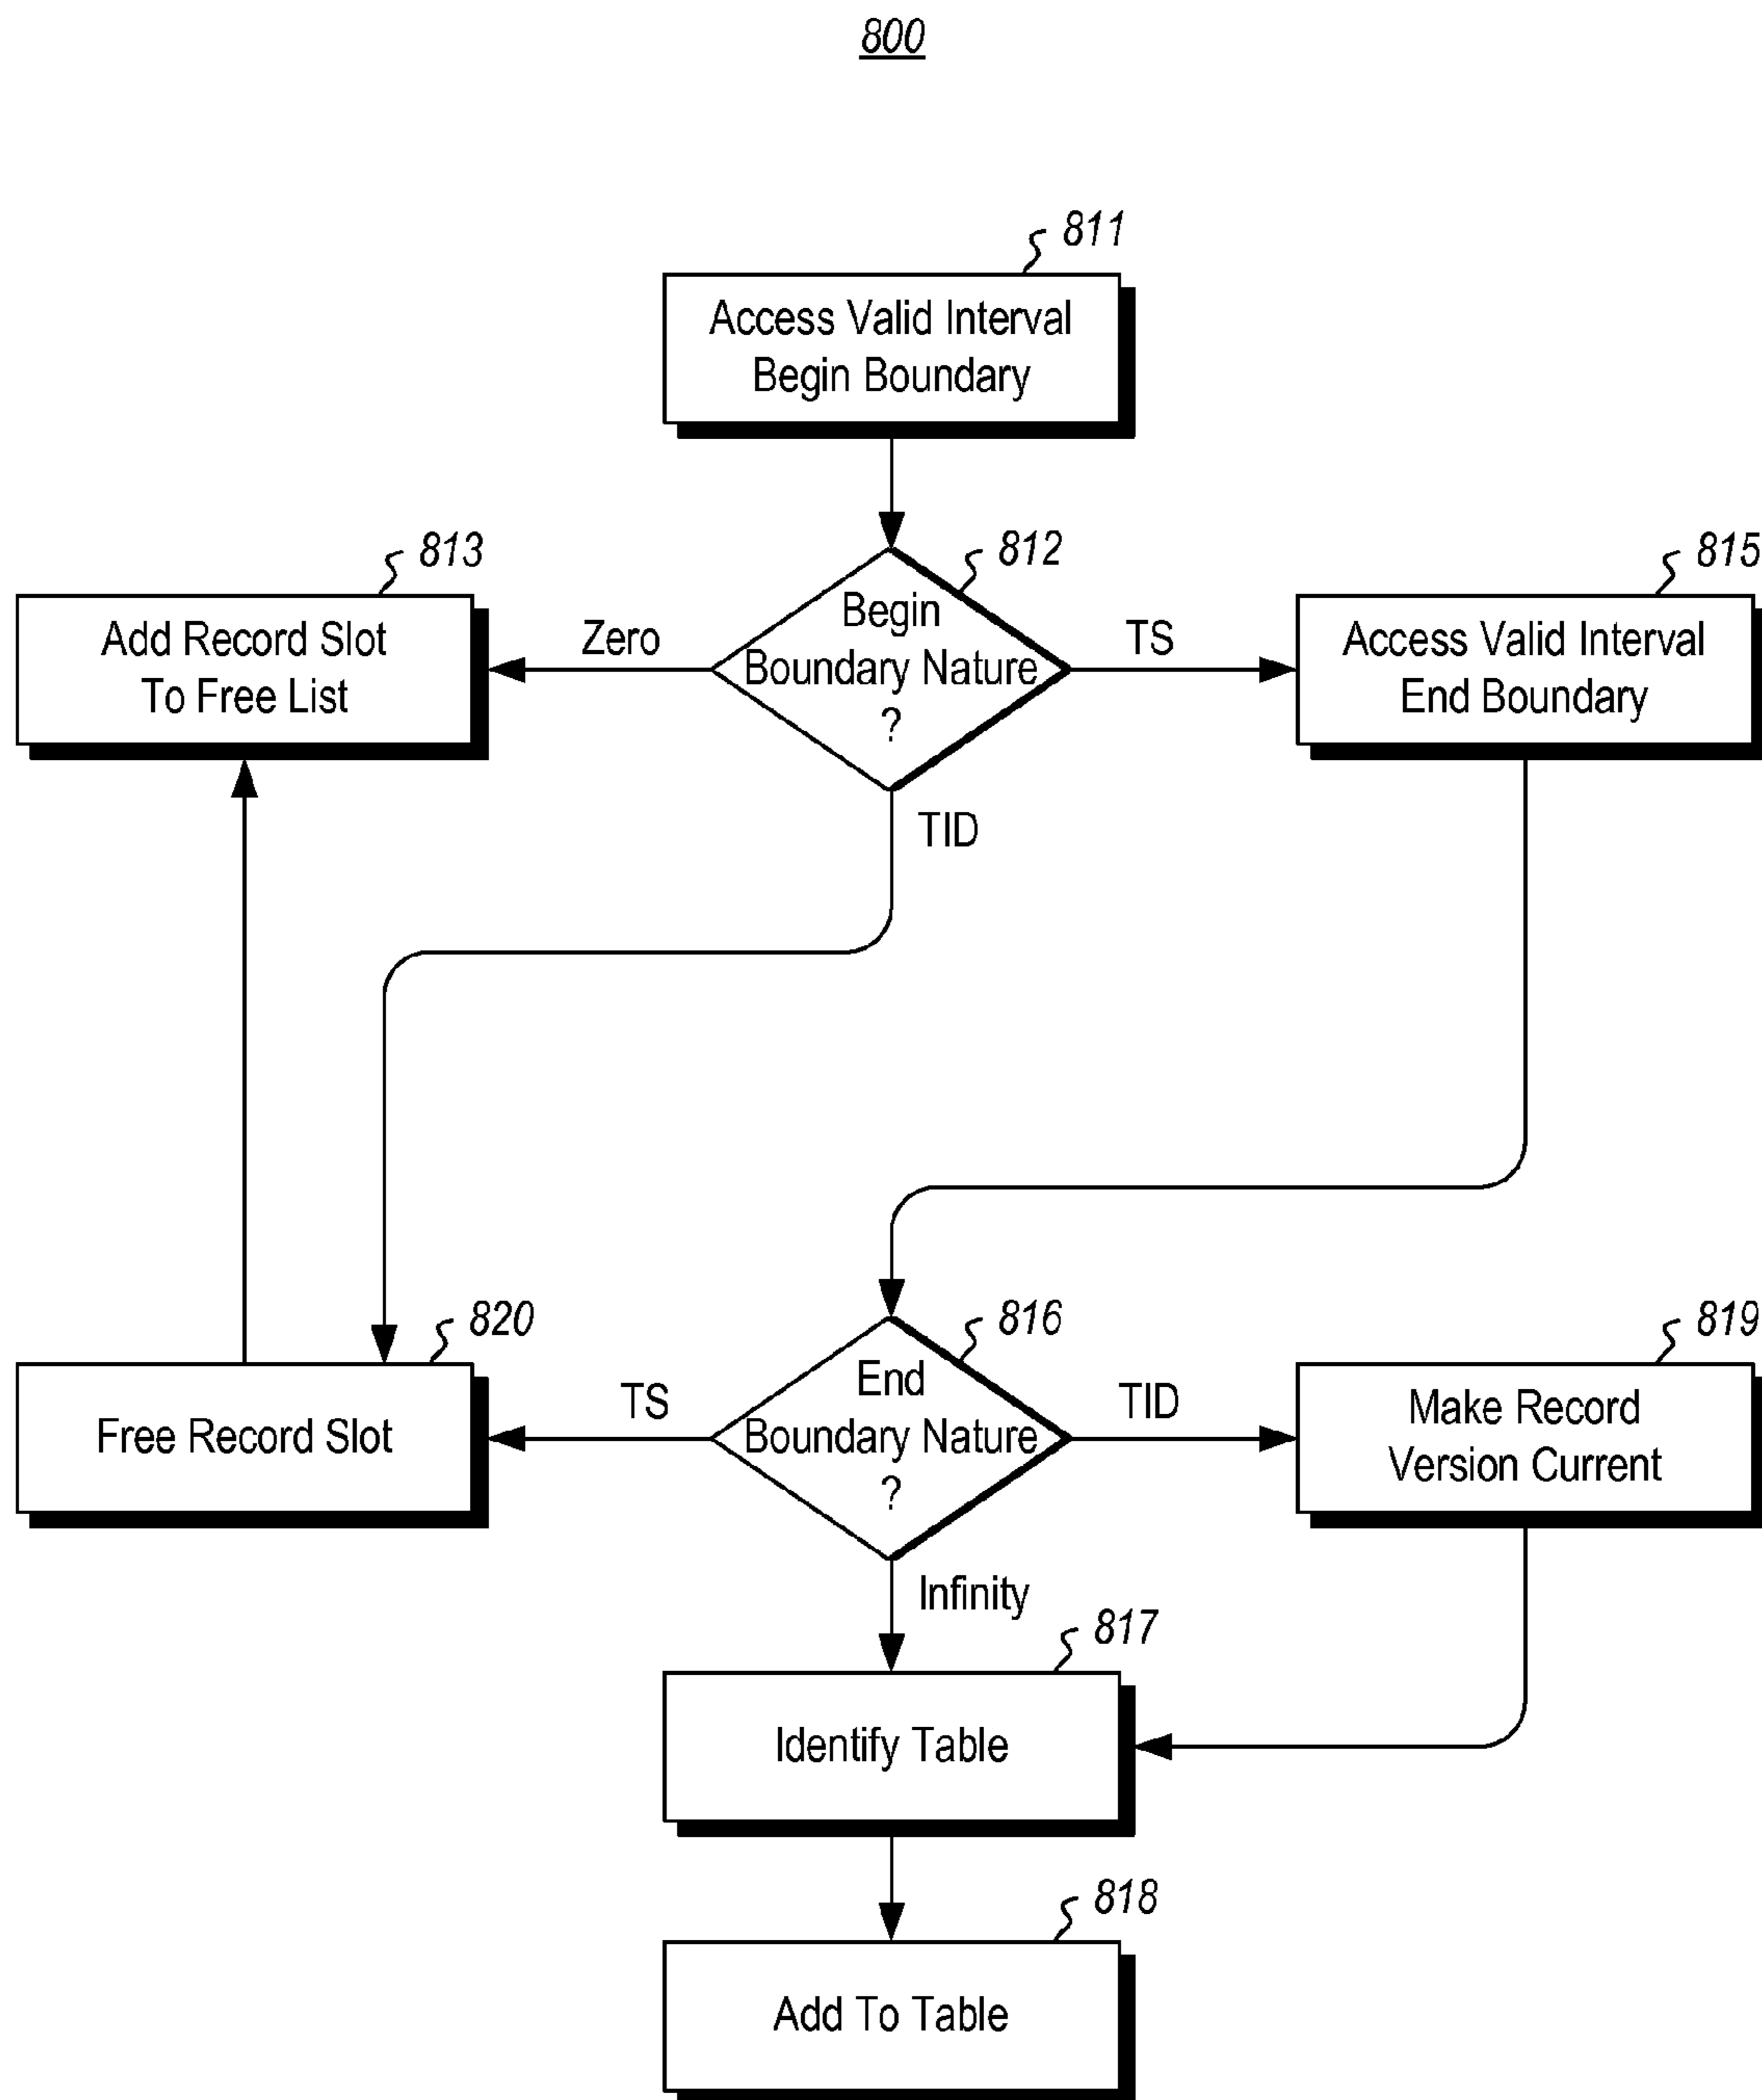 800
811
Access Valid Interval
Begin Boundary
813
812
815
Add Record Slot
To Free List
Zero
Begin
Boundary Nature
?
TS
Access Valid Interval
End Boundary
TID
820
816
819
Free Record Slot
TS
End
Boundary Nature
?
TID
Make Record
Version Current
Infinity
817
Identify Table
818
Add To Table